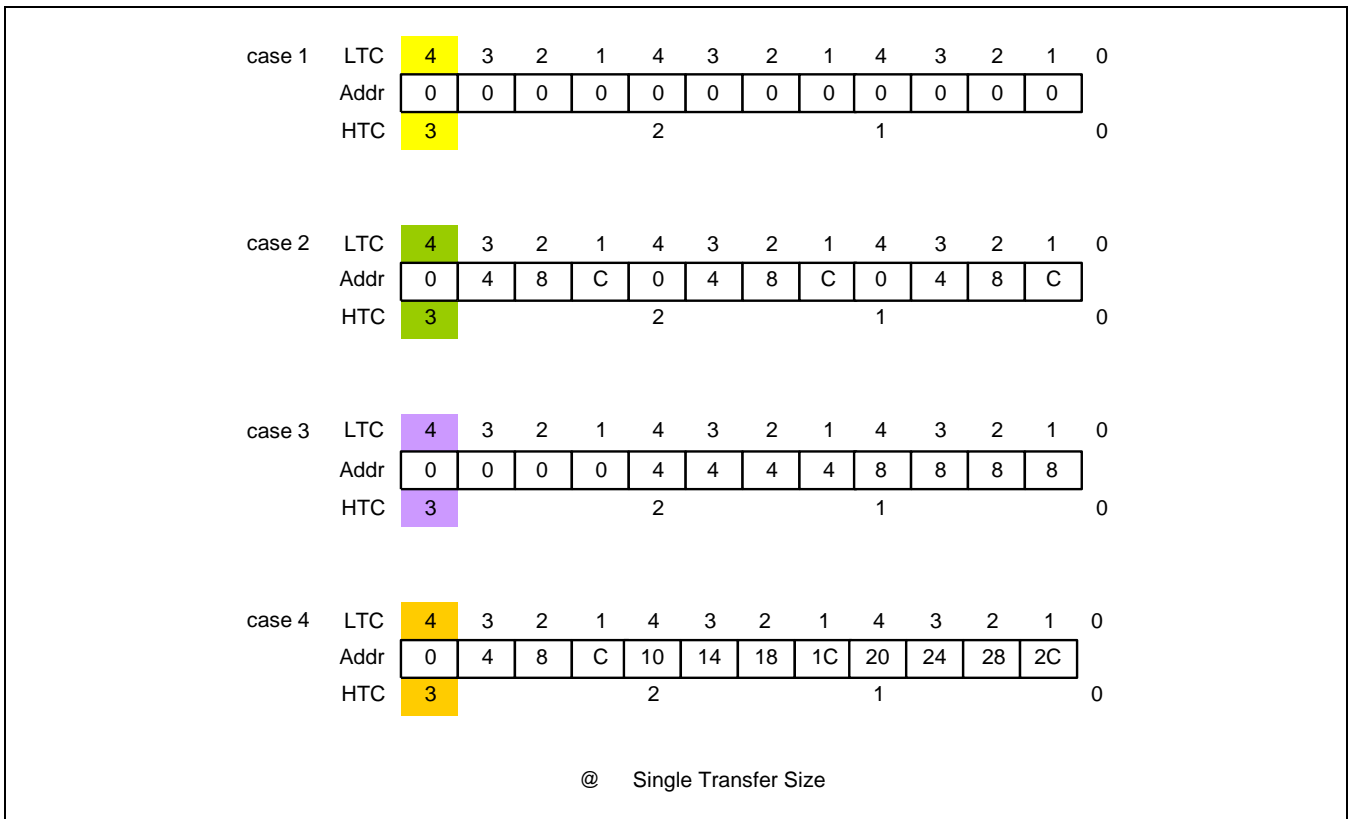 case 1 LTC 4 3 2 1 4 3 2 1 4 3 2 1 0
Addr 0 0 0 0 0 0 0 0 0 0 0 0
HTC 3 2 1 0
case 2 LTC 4 3 2 1 4 3 2 1 4 3 2 1 0
Addr 0 4 8 C 0 4 8 C 0 4 8 C
HTC 3 2 1 0
case 3 LTC 4 3 2 1 4 3 2 1 4 3 2 1 0
Addr 0 0 0 0 4 4 4 4 8 8 8 8
HTC 3 2 1 0
case 4 LTC 4 3 2 1 4 3 2 1 4 3 2 1 0
Addr 0 4 8 C 10 14 18 1C 20 24 28 2C
HTC 3 2 1 0
@ Single Transfer Size